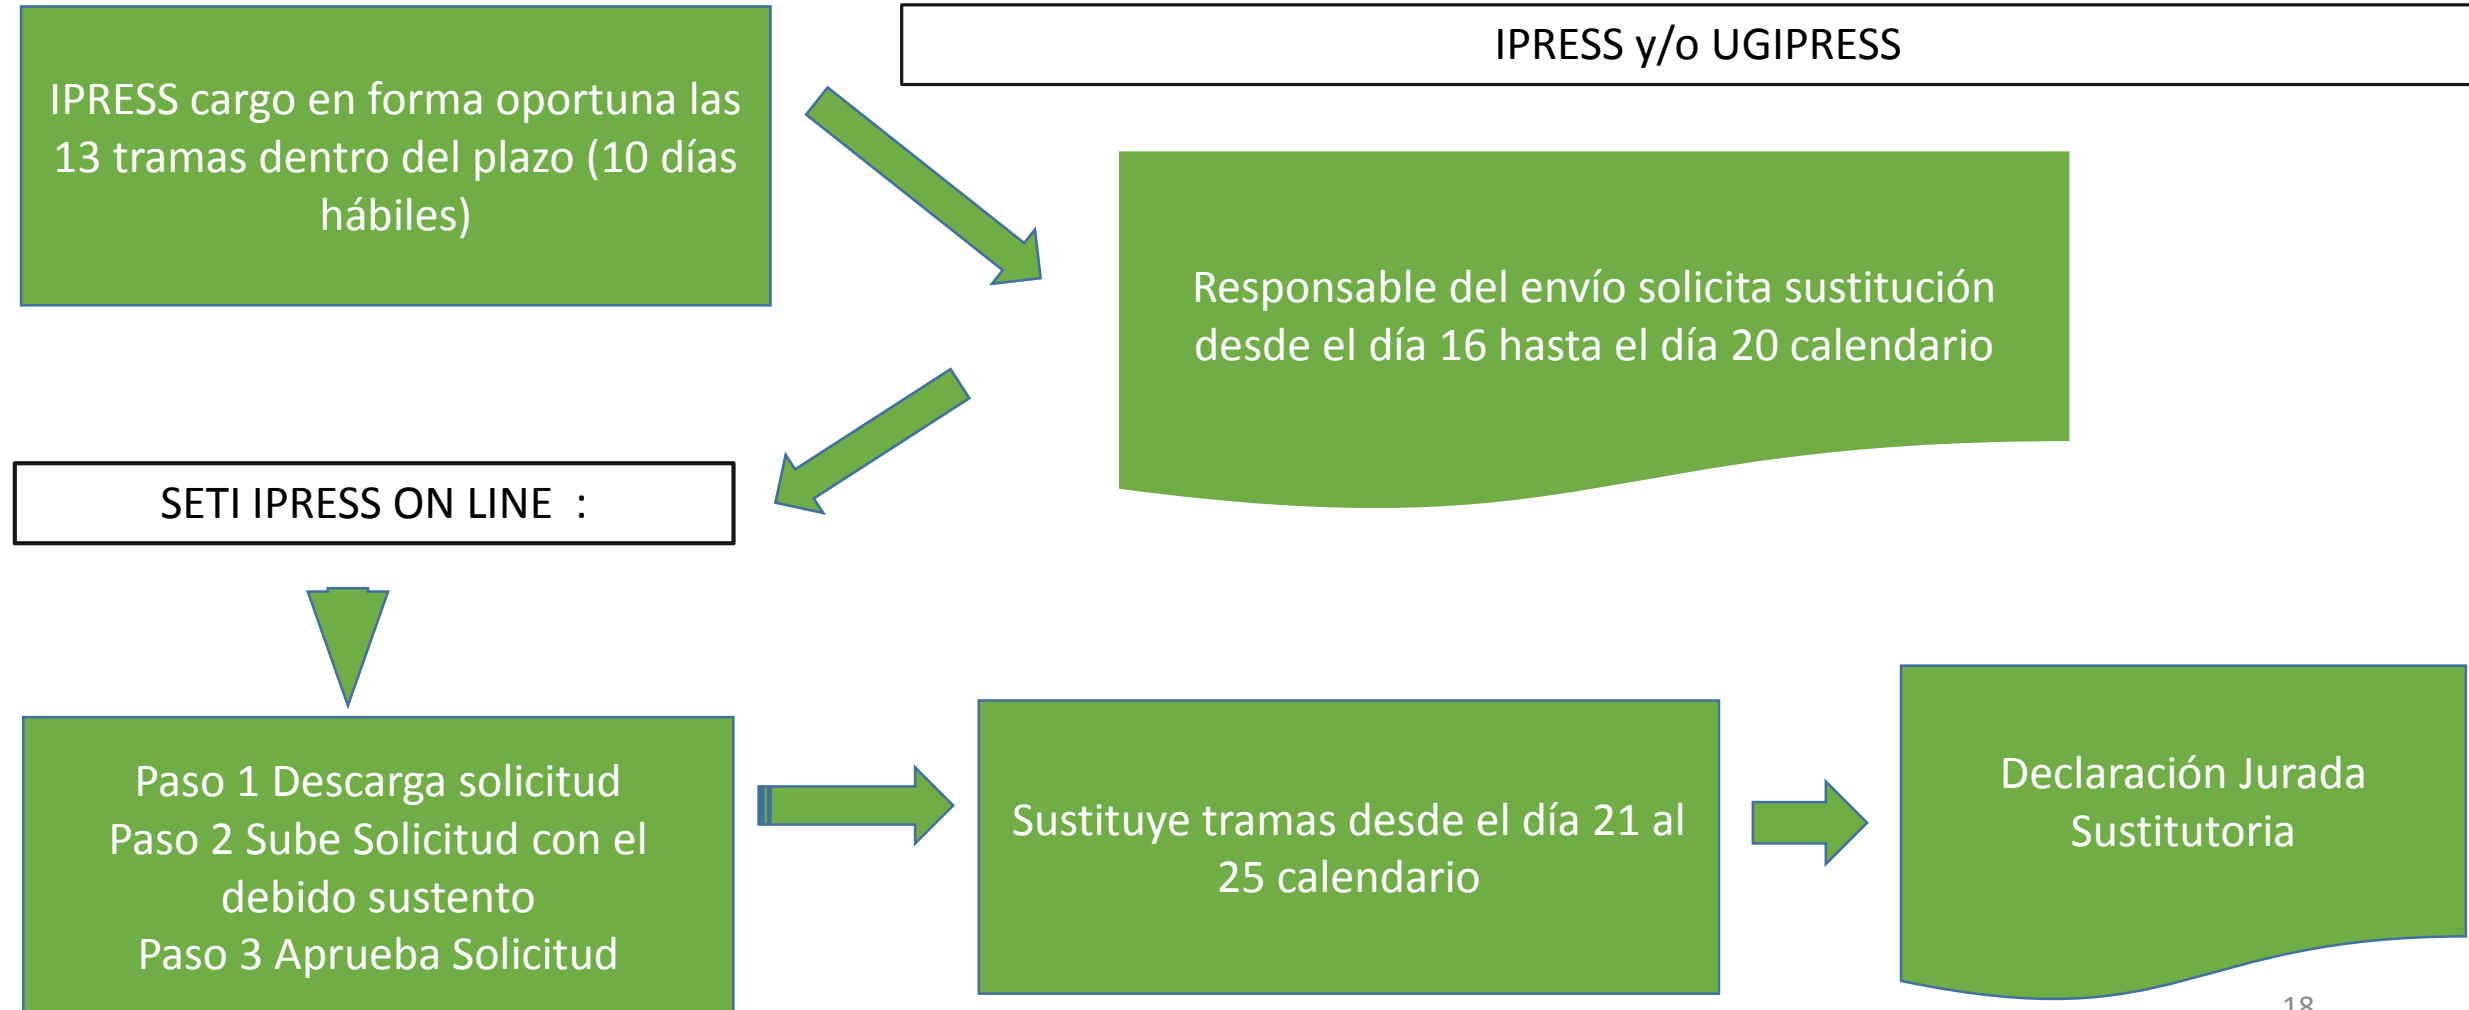 IPRESS cargo en forma oportuna las
13 tramas dentro del plazo (10 días
hábiles)
IPRESS y/o UGIPRESS
Responsable del envío solicita sustitución
desde el día 16 hasta el día 20 calendario
SETI IPRESS ON LINE :
Paso 1 Descarga solicitud
Paso 2 Sube Solicitud con el
debido sustento
Paso 3 Aprueba Solicitud
Sustituye tramas desde el día 21 al
25 calendario
Declaración Jurada
Sustitutoria
18